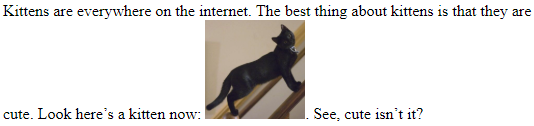 Kittens are everywhere on the internet. The best thing about kittens is that they are
cute. Look here’s a kitten now: . See, cute isn’t it?